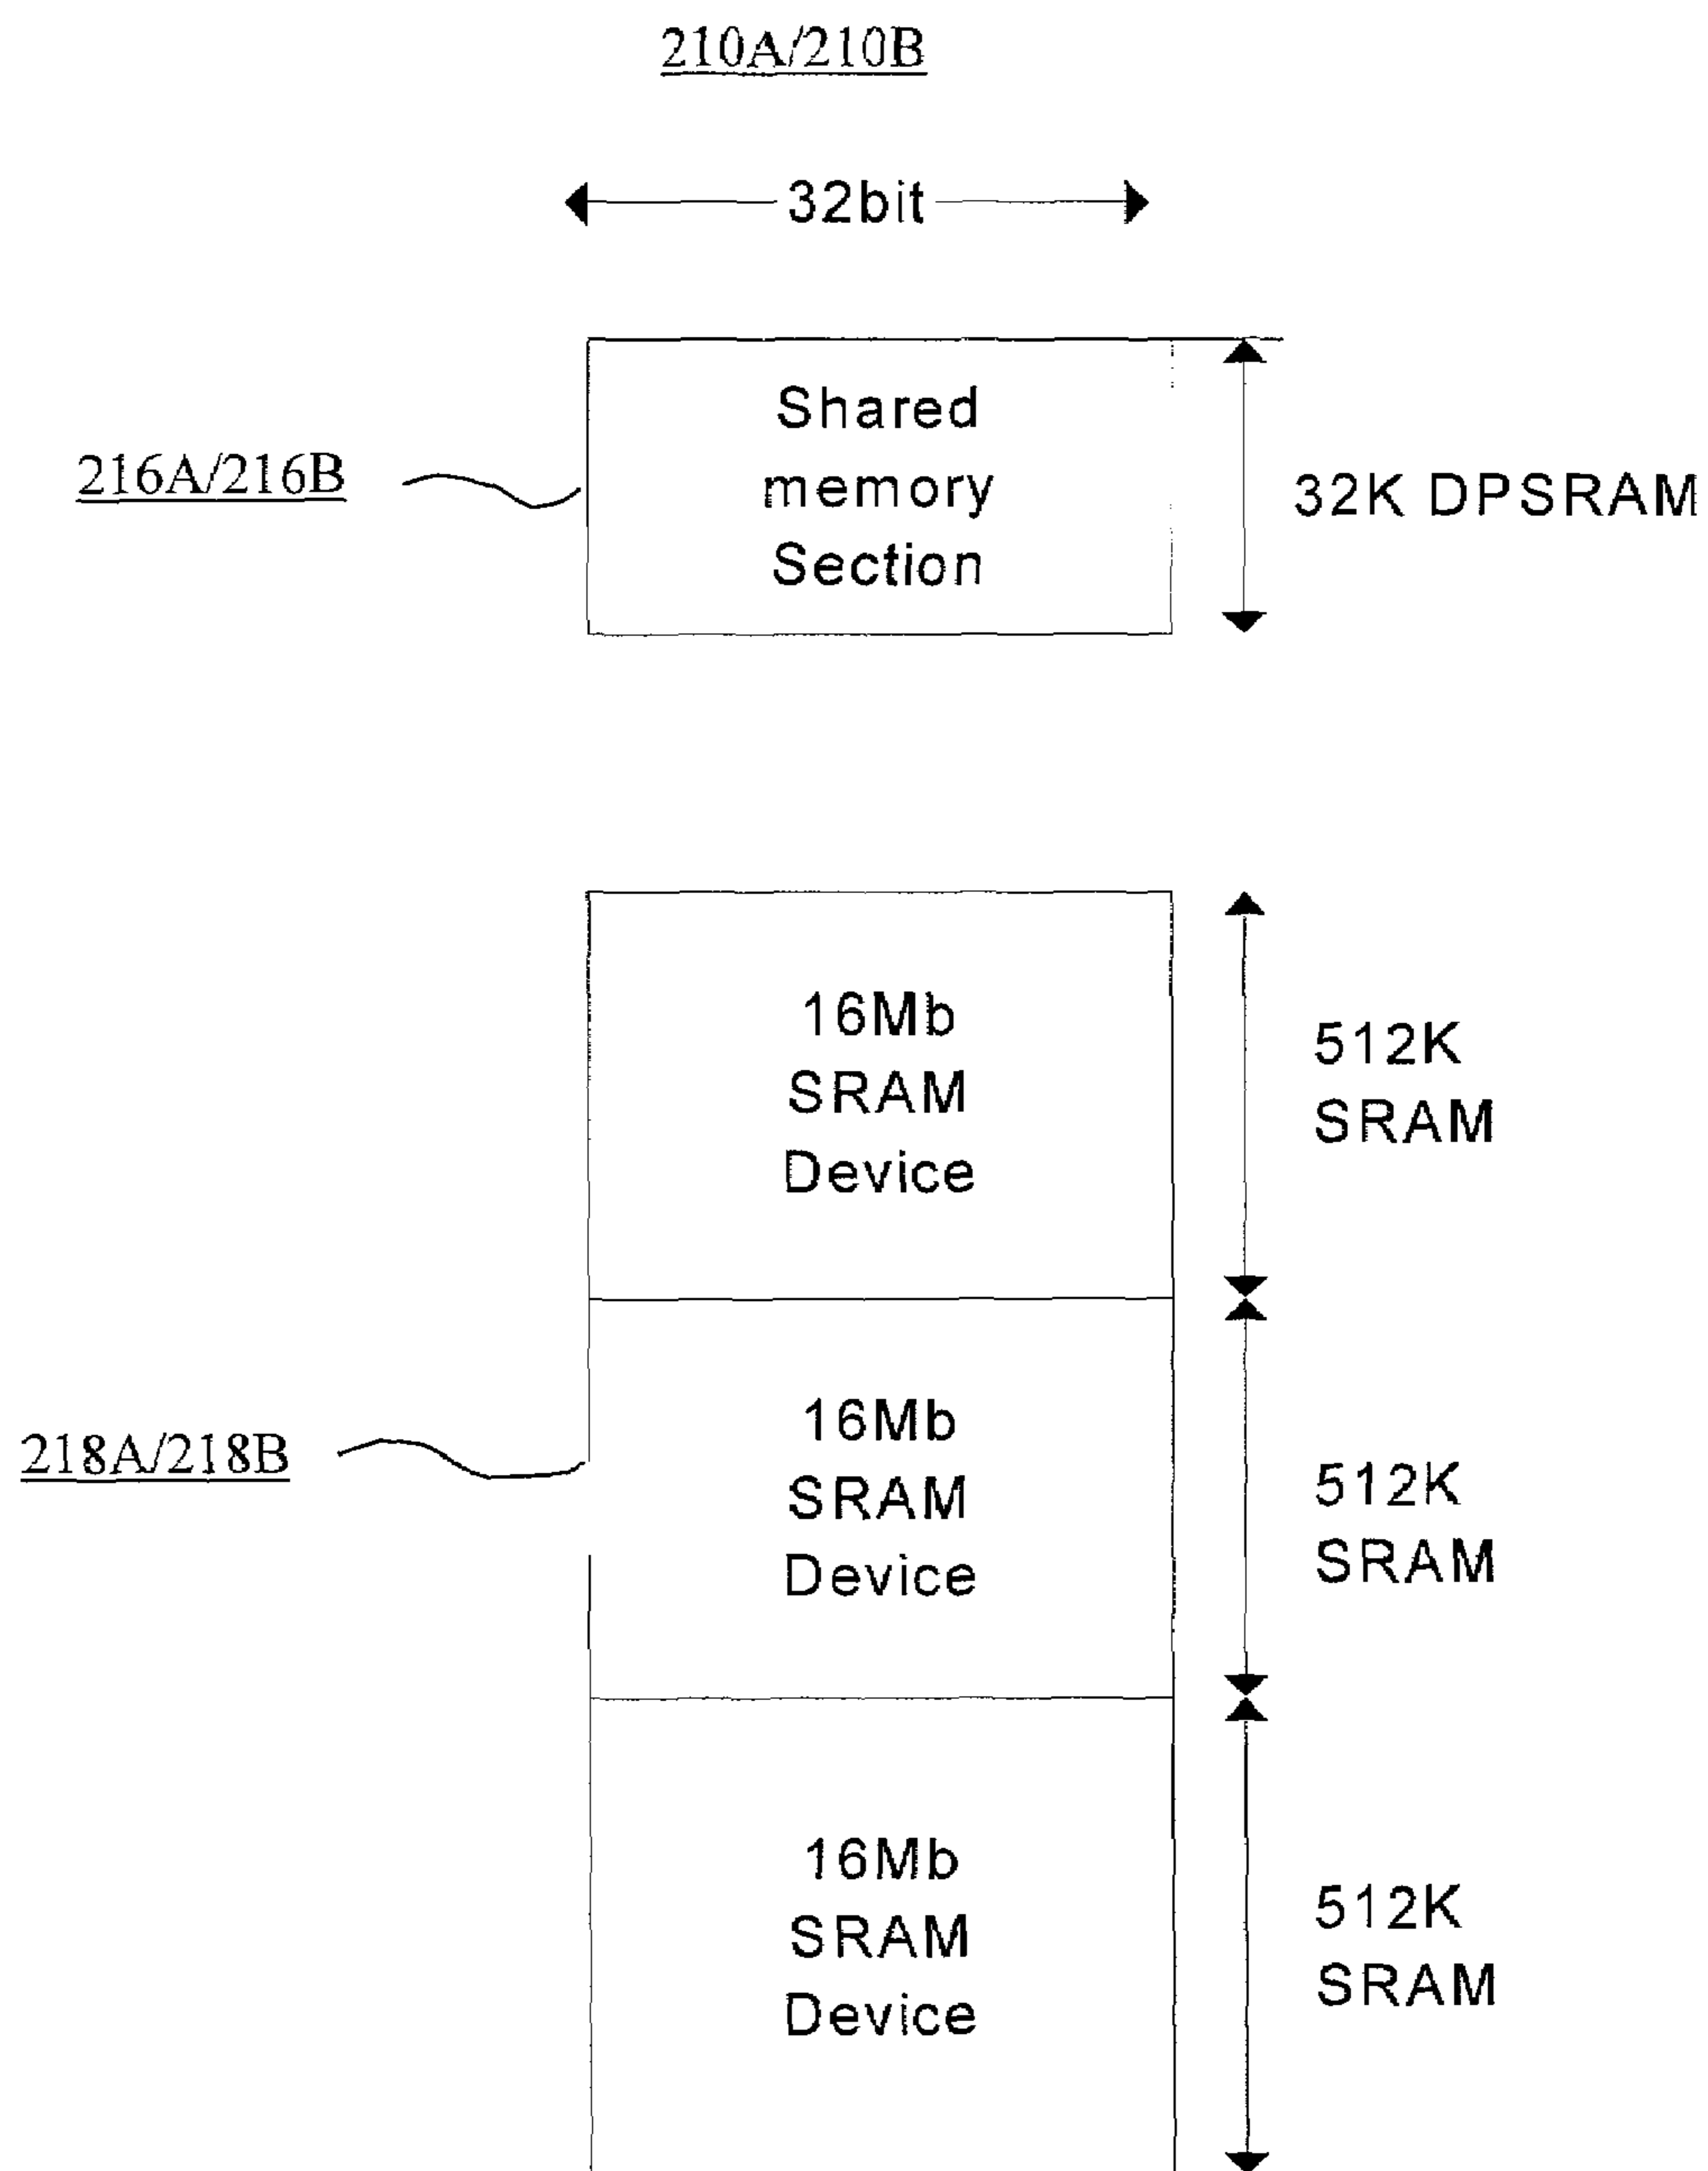 210A/210B
32bit
Shared
memory
Section
216A/216B
32K DPSRAM
16Mb
SRAM
Device
512K
SRAM
16Mb
SRAM
Device
218A/218B
512K
SRAM
16Mb
SRAM
Device
512K
SRAM